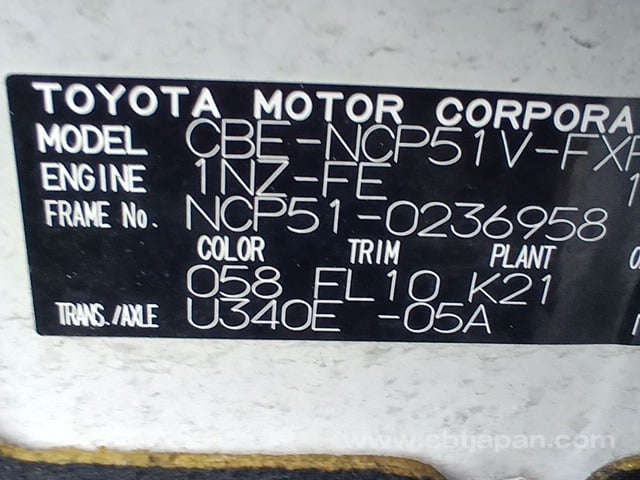 TOYOTA MOTOR CORPORA
MODEL CBE-NCP51V-FX
ENGINE 1NZ-FE
FRAME No. NCP51-0236958
COLOR TRIM PLANT
058 FL10 K21
TRANS./AXLE U340E -05A
www.sbtjapan.com